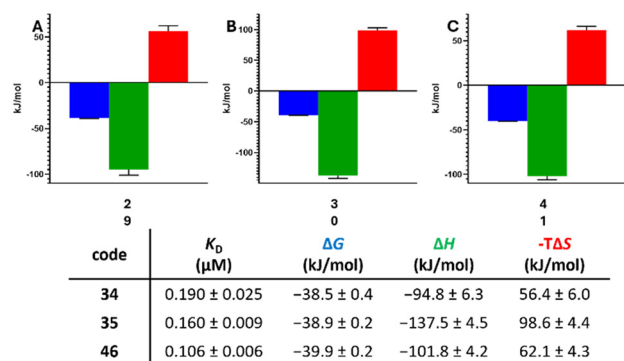 A
50
0
-50
-100
kJ/mol
2
9
B
100
50
0
-50
-100
kJ/mol
3
0
C
50
0
-50
-100
kJ/mol
4
1
code K_D (μM) ΔG (kJ/mol) ΔH (kJ/mol) -TΔS (kJ/mol)
34 0.190 ± 0.025 −38.5 ± 0.4 −94.8 ± 6.3 56.4 ± 6.0
35 0.160 ± 0.009 −38.9 ± 0.2 −137.5 ± 4.5 98.6 ± 4.4
46 0.106 ± 0.006 −39.9 ± 0.2 −101.8 ± 4.2 62.1 ± 4.3